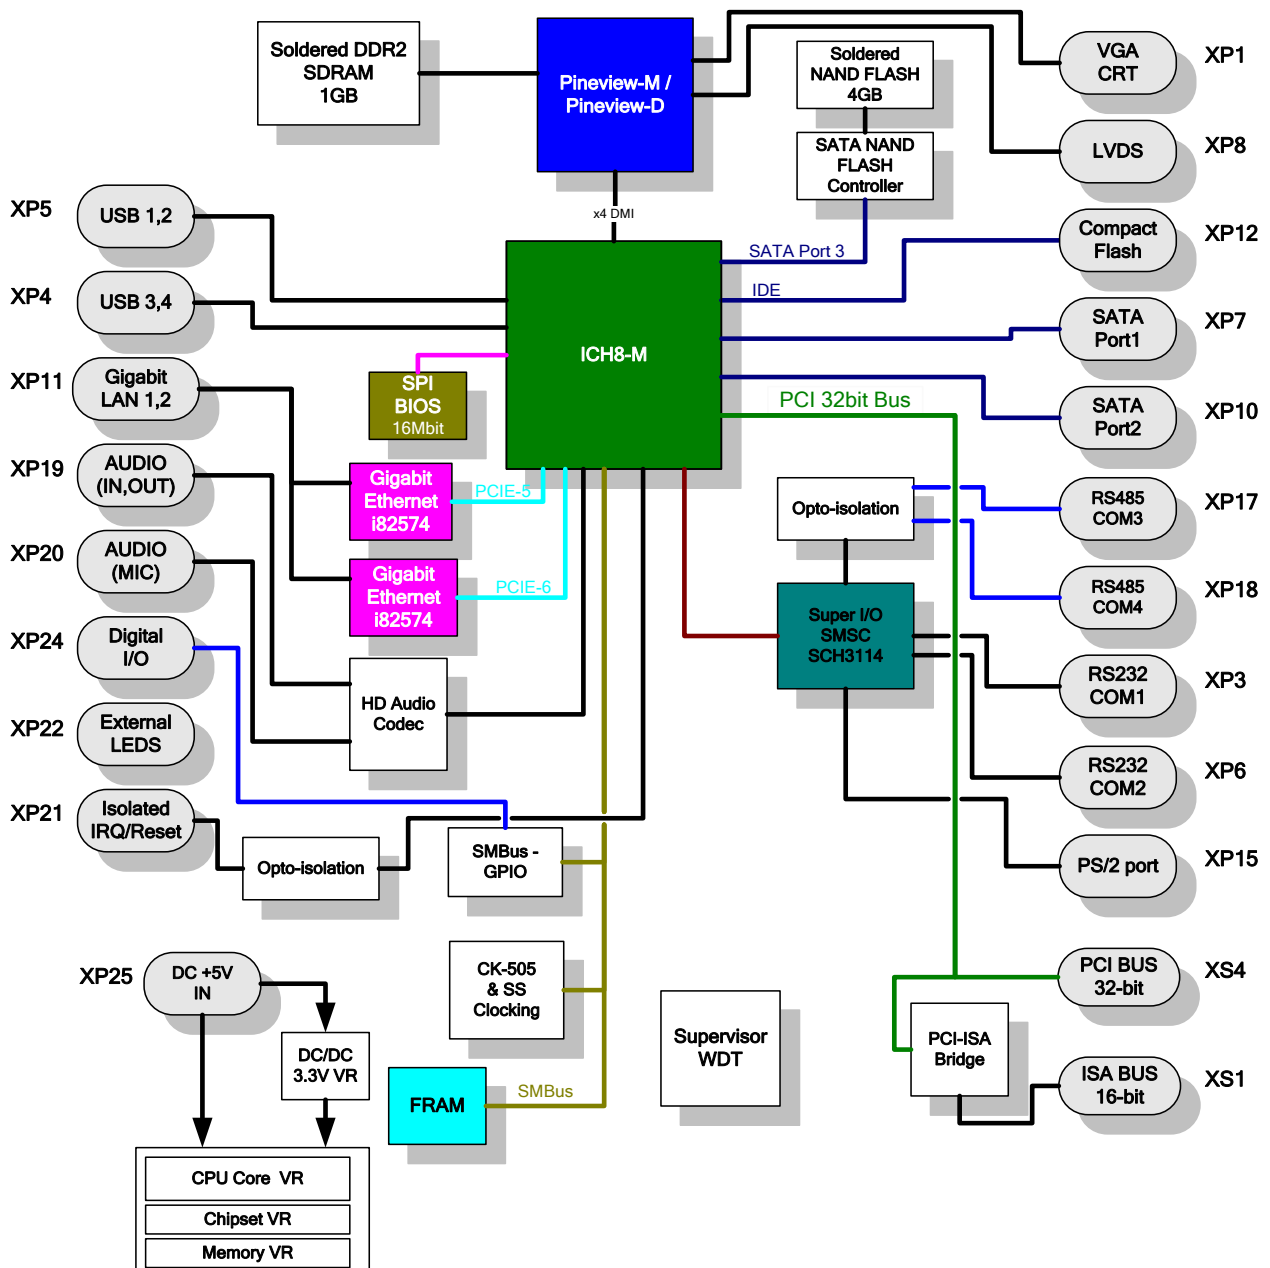 Soldered DDR2
SDRAM
1GB
Pineview-M /
Pineview-D
Soldered
NAND FLASH
4GB
SATA NAND
FLASH
Controller
VGA
CRT
XP1
LVDS
XP8
x4 DMI
XP5
USB 1,2
XP4
USB 3,4
XP11
Gigabit
LAN 1,2
XP19
AUDIO
(IN,OUT)
XP20
AUDIO
(MIC)
XP24
Digital
I/O
XP22
External
LEDS
XP21
Isolated
IRQ/Reset
ICH8-M
SATA Port 3
IDE
PCI 32bit Bus
Compact
Flash
XP12
SATA
Port1
XP7
SATA
Port2
XP10
SPI
BIOS
16Mbit
Gigabit
Ethernet
i82574
PCIE-5
Gigabit
Ethernet
i82574
PCIE-6
HD Audio
Codec
Opto-isolation
RS485
COM3
XP17
RS485
COM4
XP18
Super I/O
SMSC
SCH3114
RS232
COM1
XP3
RS232
COM2
XP6
PS/2 port
XP15
Opto-isolation
SMBus -
GPIO
CK-505
& SS
Clocking
FRAM
SMBus
Supervisor
WDT
PCI BUS
32-bit
XS4
PCI-ISA
Bridge
ISA BUS
16-bit
XS1
XP25
DC +5V
IN
DC/DC
3.3V VR
CPU Core VR
Chipset VR
Memory VR